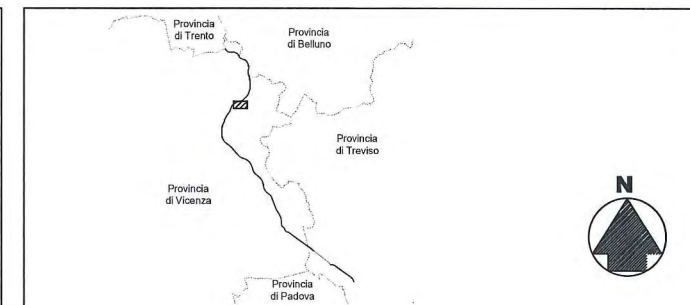 Provincia
di Trento
Provincia
di Belluno
Provincia
di Treviso
Provincia
di Vicenza
N
Provincia
di Padova